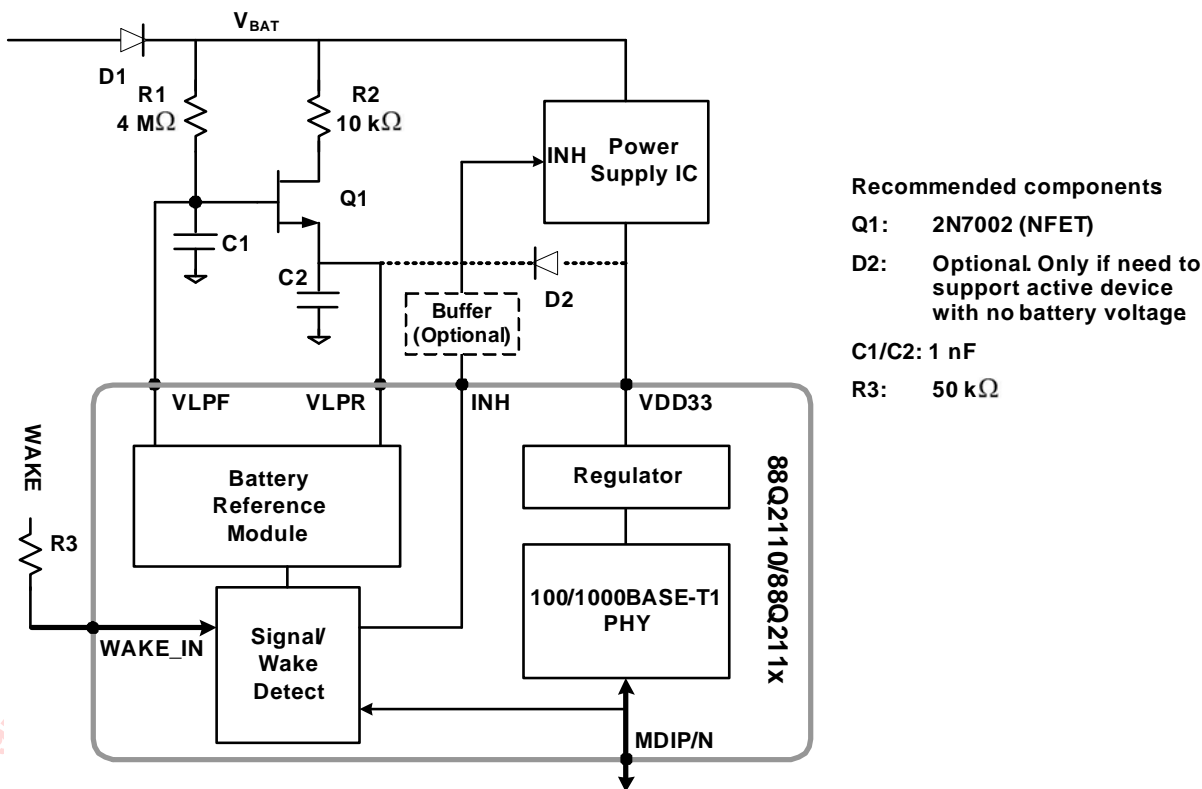 VBAT
D1
R1
4 MΩ
R2
10 kΩ
Q1
C1
C2
INH
Power
Supply IC
D2
Buffer
(Optional)
Recommended components
Q1: 2N7002 (NFET)
D2: Optional. Only if need to
support active device
with no battery voltage
C1/C2: 1 nF
R3: 50 kΩ
VLPF
VLPR
INH
VDD33
WAKE
R3
Battery
Reference
Module
Regulator
88Q2110/88Q211x
100/1000BASE-T1
PHY
WAKE_IN
Signal/
Wake
Detect
MDIP/N